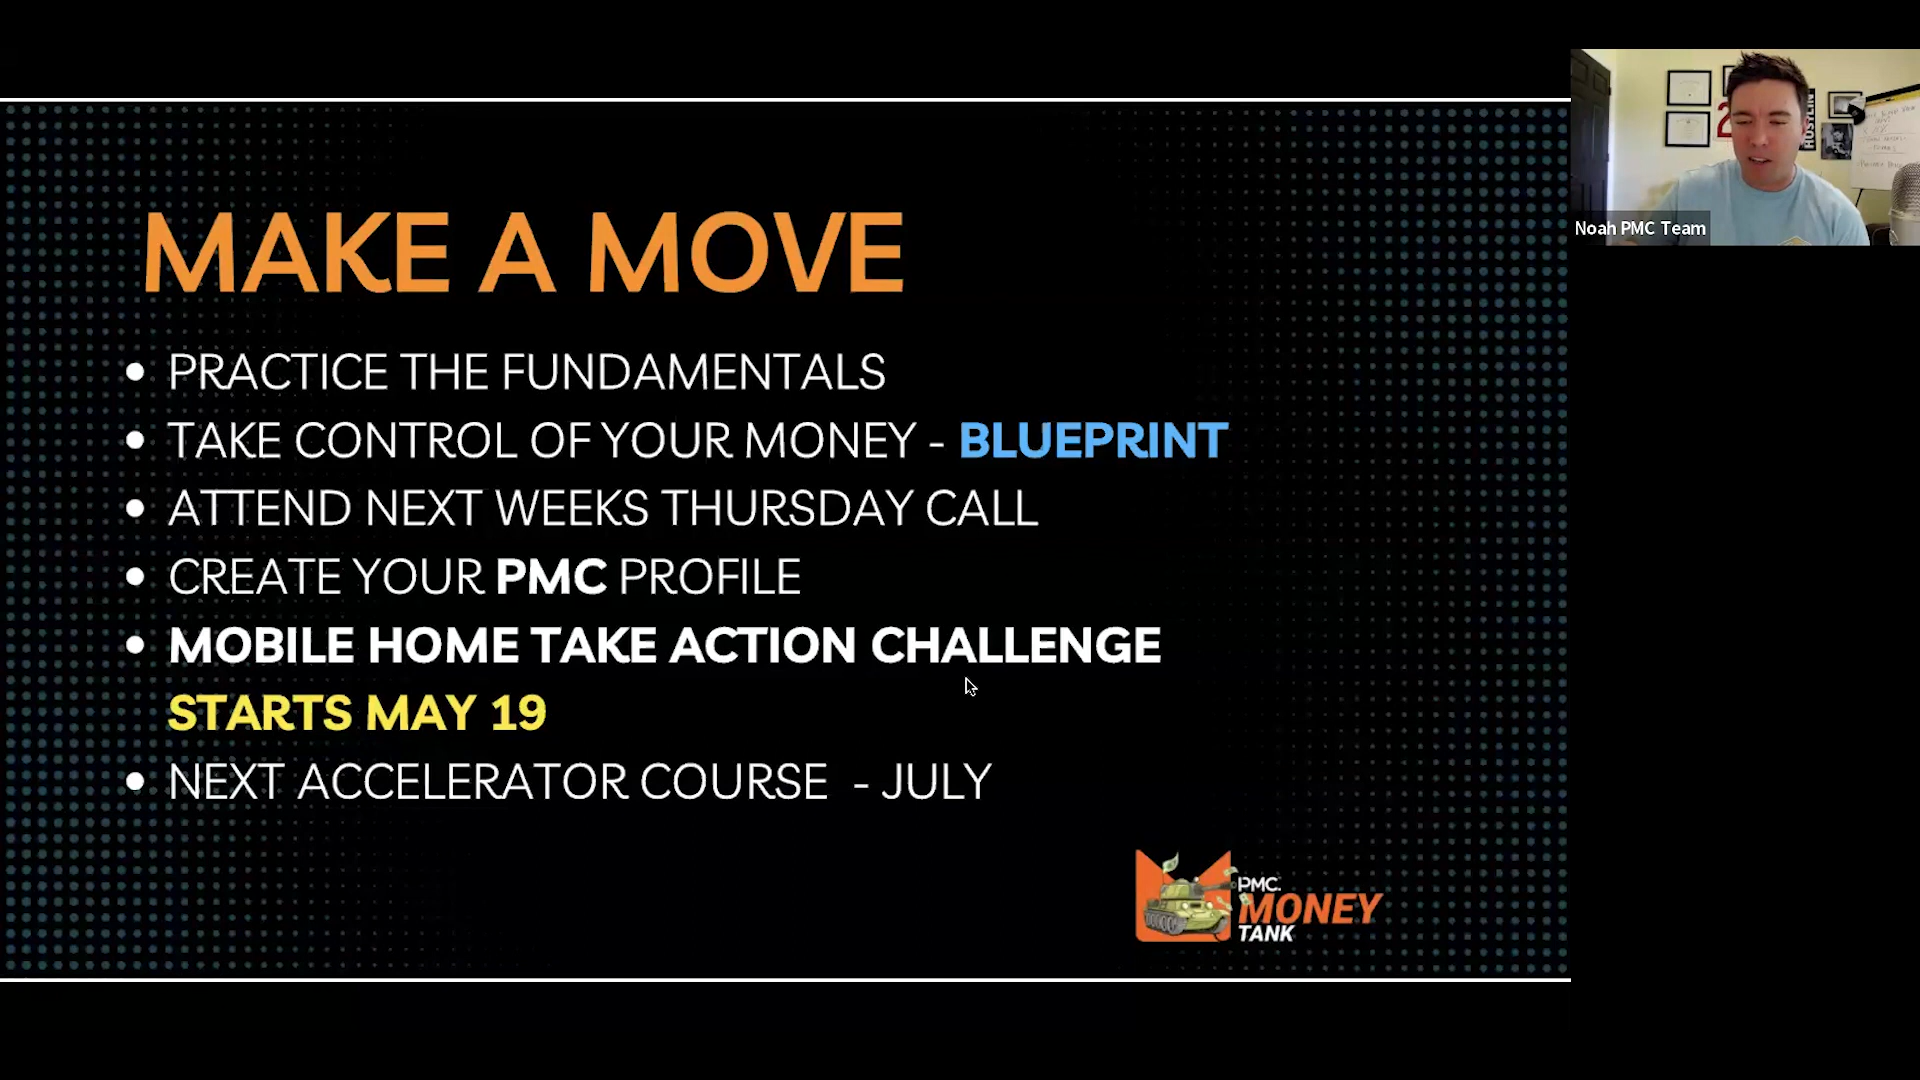 MAKE A MOVE
• PRACTICE THE FUNDAMENTALS
• TAKE CONTROL OF YOUR MONEY - BLUEPRINT
• ATTEND NEXT WEEKS THURSDAY CALL
• CREATE YOUR PMC PROFILE
• MOBILE HOME TAKE ACTION CHALLENGE
STARTS MAY 19
• NEXT ACCELERATOR COURSE - JULY
PMC.
MONEY
TANK
HUSTLIN
Noah PMC Team